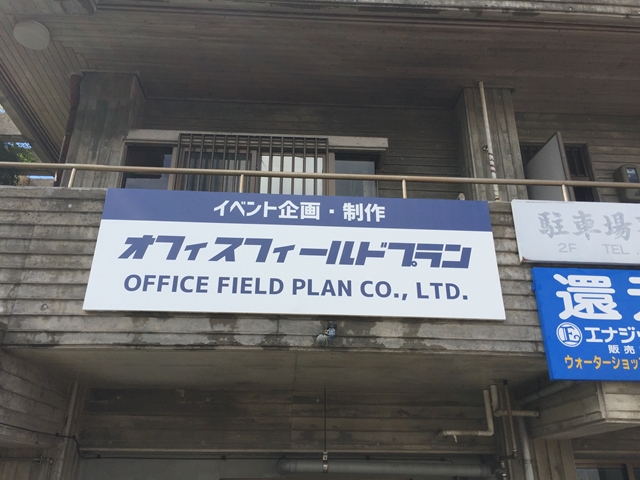 イベント企画・制作
オフィスフィールドプラン
OFFICE FIELD PLAN CO., LTD.
駐車場
2F TEL
還元
エナジッ
販売
ウォーターショッ